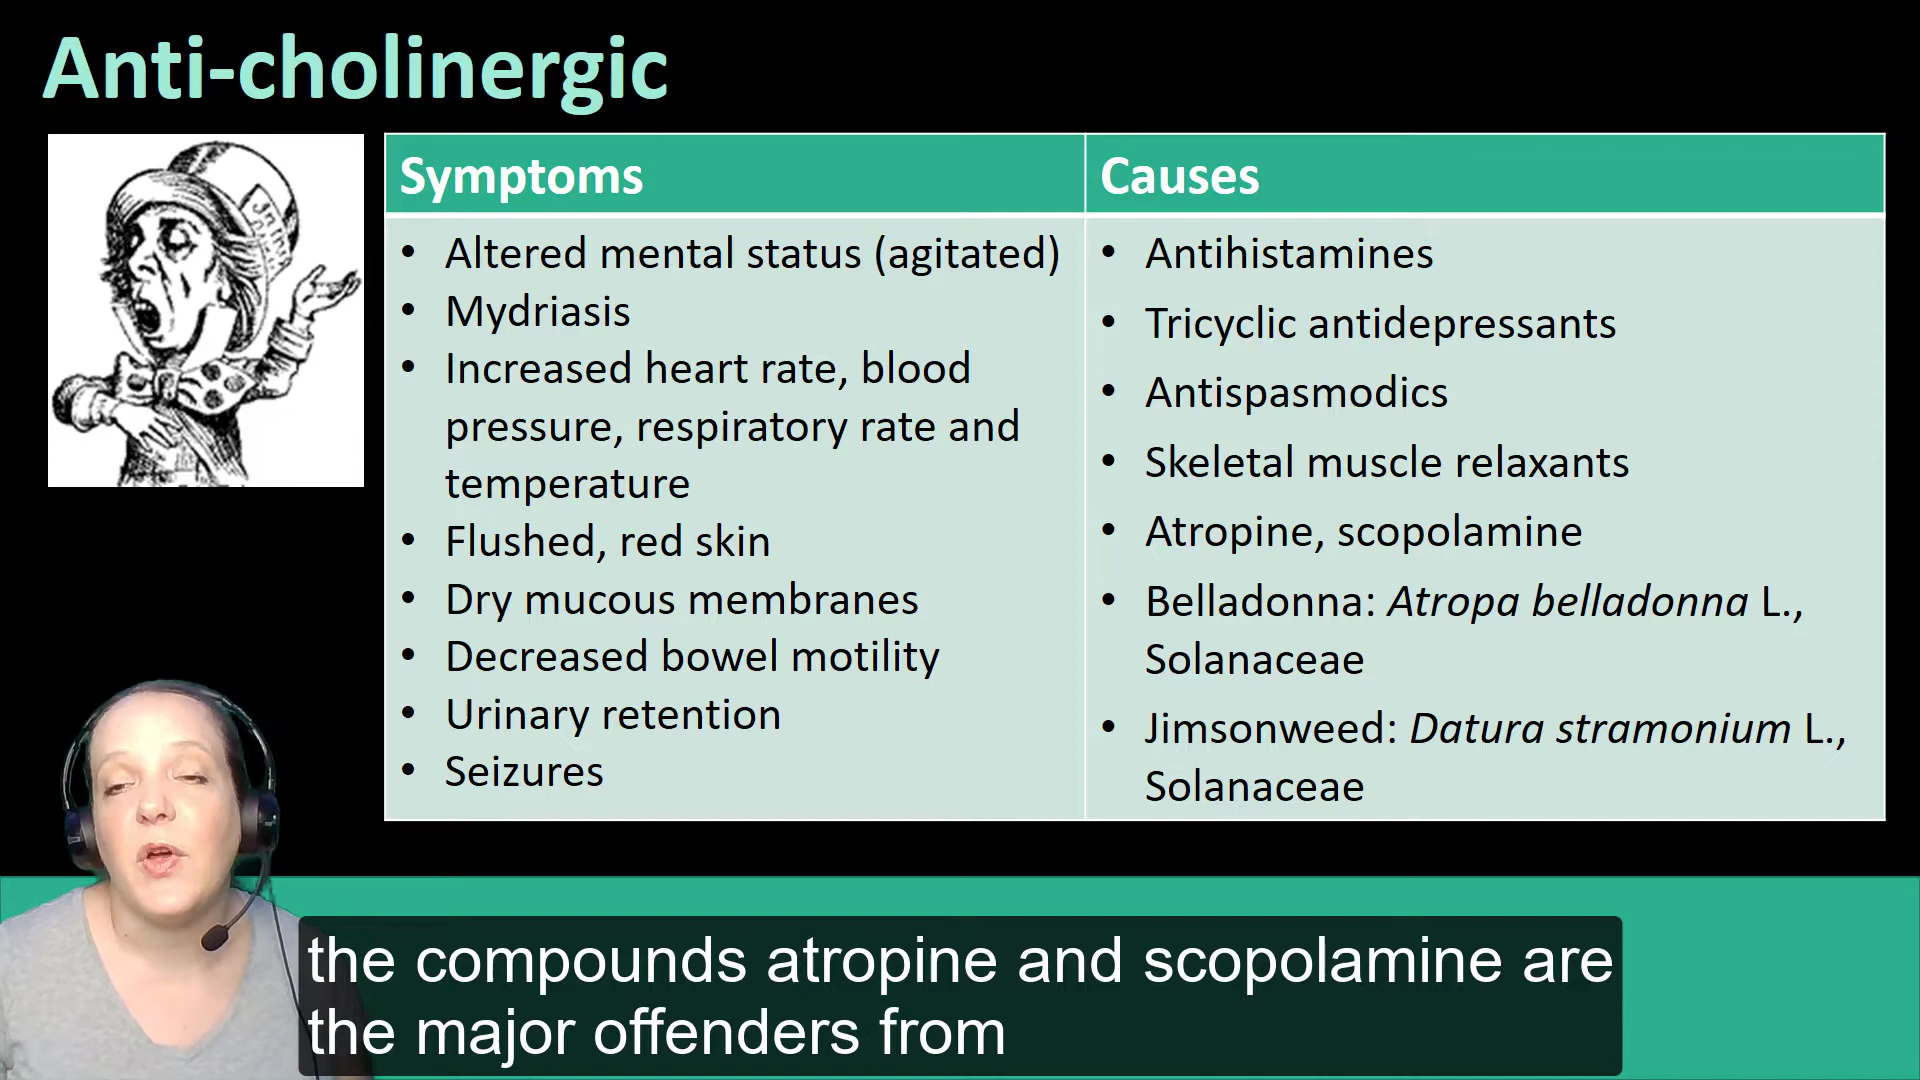 Anti-cholinergic
Symptoms
• Altered mental status (agitated)
• Mydriasis
• Increased heart rate, blood
pressure, respiratory rate and
temperature
• Flushed, red skin
• Dry mucous membranes
• Decreased bowel motility
• Urinary retention
• Seizures
Causes
• Antihistamines
• Tricyclic antidepressants
• Antispasmodics
• Skeletal muscle relaxants
• Atropine, scopolamine
• Belladonna: Atropa belladonna L.,
Solanaceae
• Jimsonweed: Datura stramonium L.,
Solanaceae
the compounds atropine and scopolamine are
the major offenders from